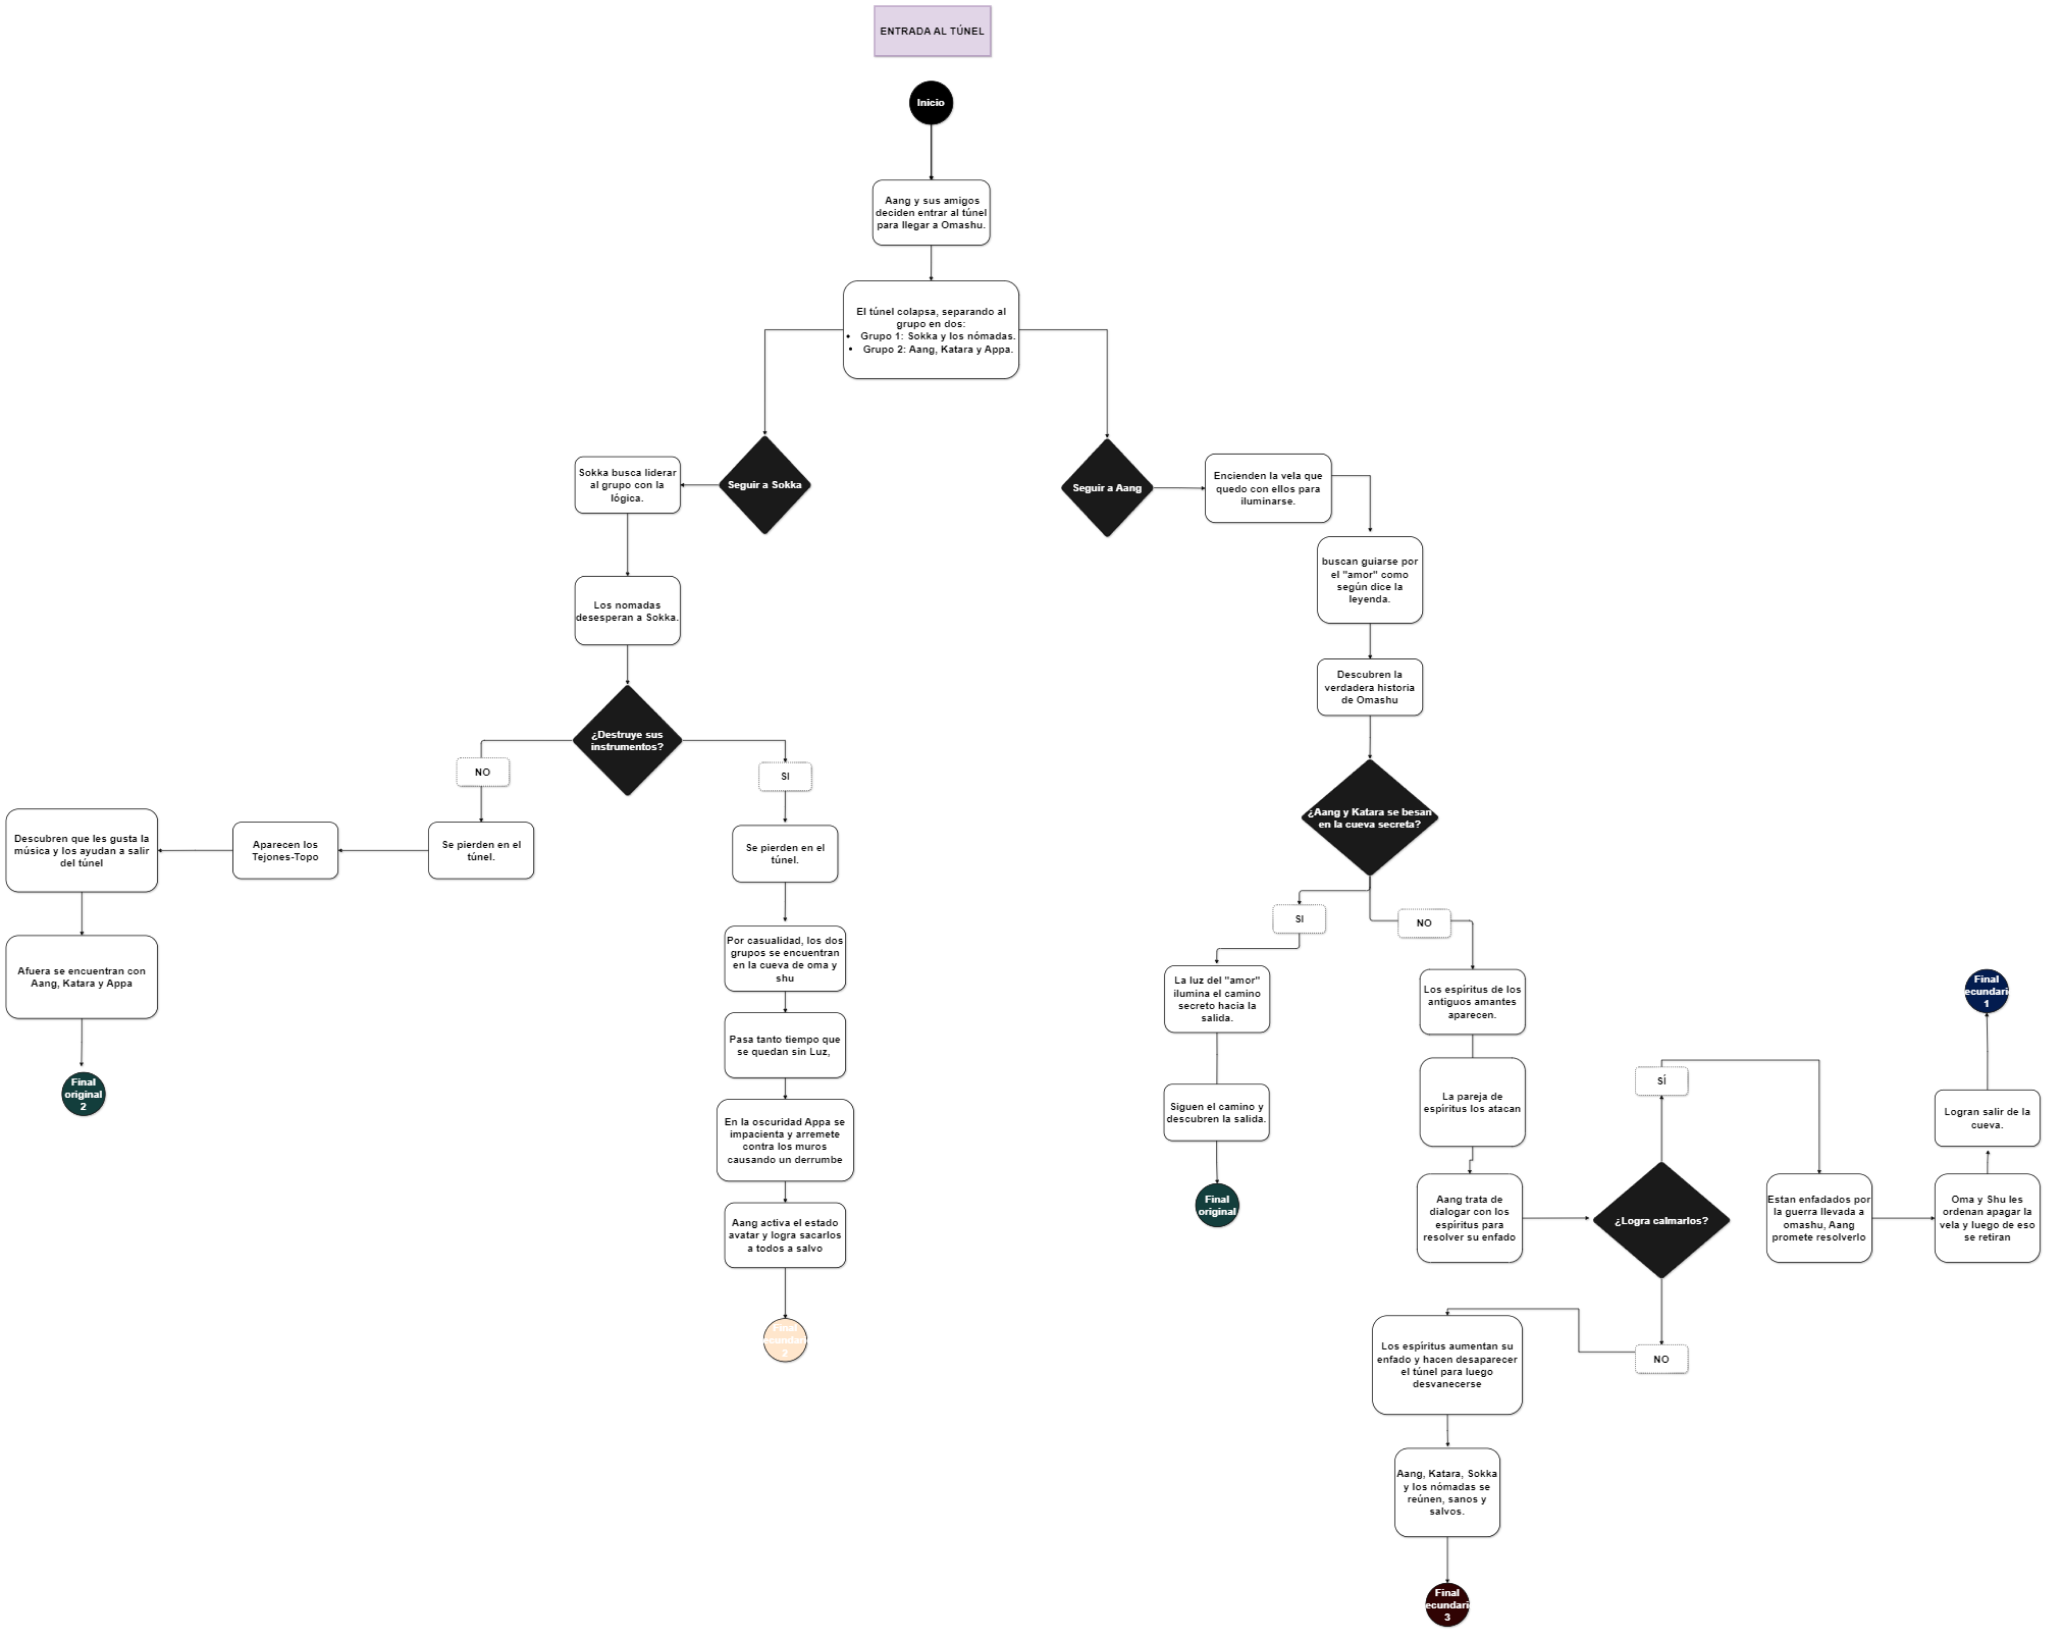 ENTRADA AL TÚNEL
Inicio
Aang y sus amigos
deciden entrar al túnel
para llegar a Omashu.
El túnel colapsa, separando al
grupo en dos:
• Grupo 1: Sokka y los nómadas.
• Grupo 2: Aang, Katara y Appa.
Seguir a Sokka
Sokka busca liderar
al grupo con la
lógica.
Los nomadas
desesperan a Sokka.
¿Destruye sus
instrumentos?
NO
Se pierden en el
túnel.
Aparecen los
Tejones-Topo
Descubren que les gusta la
música y los ayudan a salir
del túnel
Afuera se encuentran con
Aang, Katara y Appa
Final
original
2
SI
Se pierden en el
túnel.
Por casualidad, los dos
grupos se encuentran
en la cueva de oma y
shu
Pasa tanto tiempo que
se quedan sin Luz,
En la oscuridad Appa se
impacienta y arremete
contra los muros
causando un derrumbe
Aang activa el estado
avatar y logra sacarlos
a todos a salvo
Final
ecundari
2
Seguir a Aang
Encienden la vela que
quedo con ellos para
iluminarse.
buscan guiarse por
el "amor" como
según dice la
leyenda.
Descubren la
verdadera historia
de Omashu
¿Aang y Katara se besan
en la cueva secreta?
SI
La luz del "amor"
ilumina el camino
secreto hacia la
salida.
Siguen el camino y
descubren la salida.
Final
original
NO
Los espíritus de los
antiguos amantes
aparecen.
La pareja de
espiritus los atacan
Aang trata de
dialogar con los
espíritus para
resolver su enfado
¿Logra calmarlos?
SÍ
Estan enfadados por
la guerra llevada a
omashu, Aang
promete resolverlo
Oma y Shu les
ordenan apagar la
vela y luego de eso
se retiran
Logran salir de la
cueva.
Final
ecundari
1
NO
Los espíritus aumentan su
enfado y hacen desaparecer
el túnel para luego
desvanecerse
Aang, Katara, Sokka
y los nómadas se
reúnen, sanos y
salvos.
Final
ecundari
3